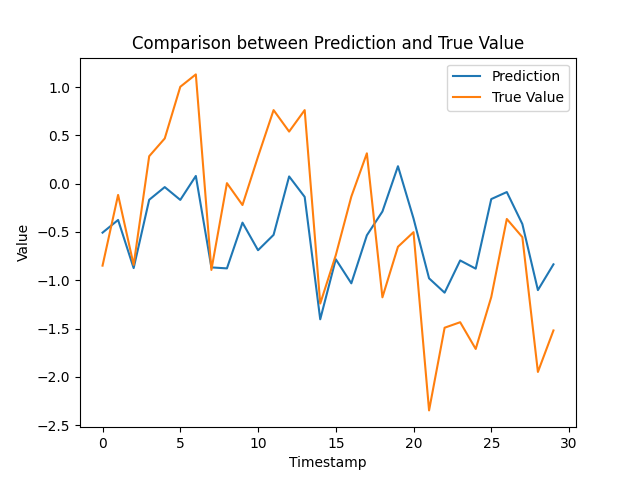 Comparison between Prediction and True Value
Prediction
True Value
1.0
0.5
0.0
−0.5
−1.0
−1.5
−2.0
−2.5
Value
0 5 10 15 20 25 30
Timestamp